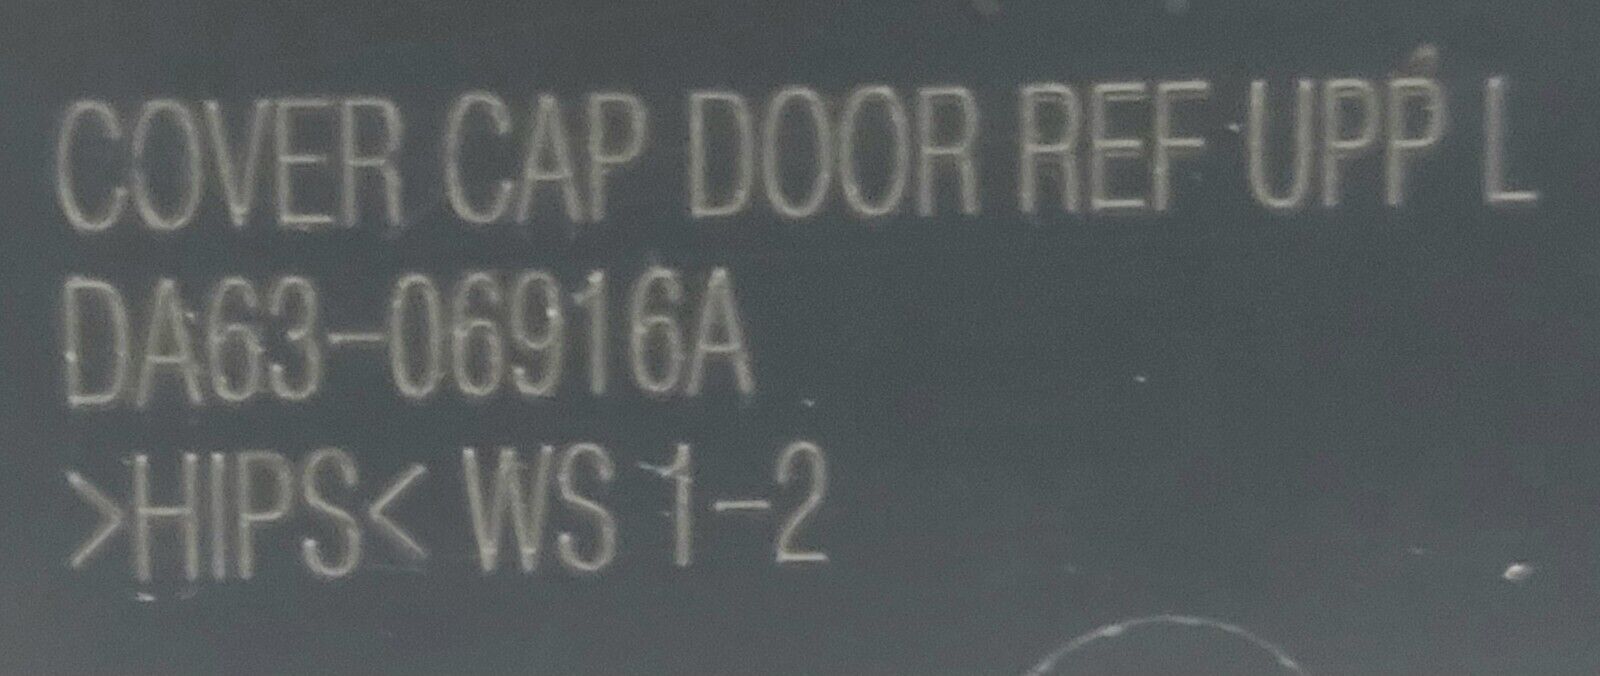 COVER CAP DOOR REF UPP L
DA63-06916A
>HIPS< WS 1-2